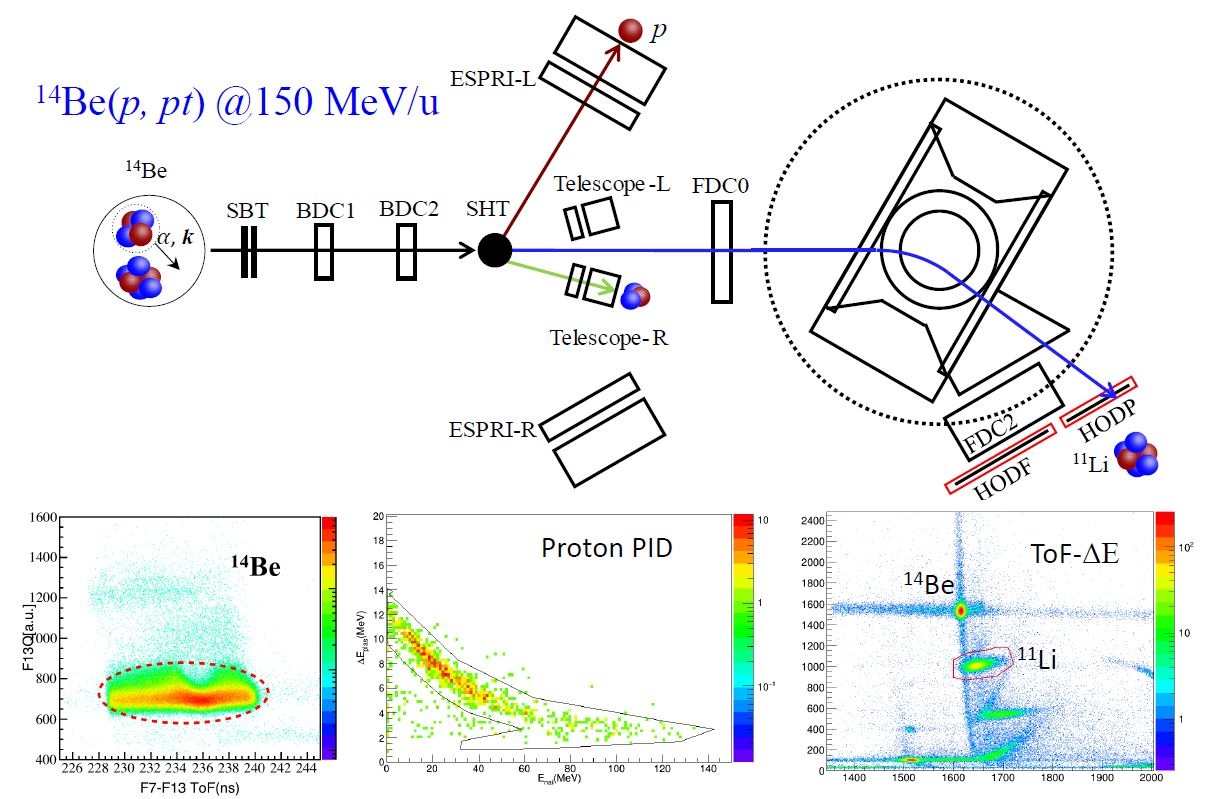 p
ESPRI-L
14Be(p, pt) @150 MeV/u
14Be
Telescope-L
FDC0
SBT
BDC1
BDC2
SHT
α, k
Telescope-R
ESPRI-R
FDC2
HODP
HODF
11Li
1600
1400
1200
1000
800
600
400
F13Q[a.u.]
14Be
226 228 230 232 234 236 238 240 242 244
F7-F13 ToF(ns)
20
18
16
14
12
10
8
6
4
2
0
ΔEplas(MeV)
Proton PID
0 20 40 60 80 100 120 140
ENaI(MeV)
10
1
10⁻¹
2400
2200
2000
1800
1600
1400
1200
1000
800
600
400
200
0
ToF-ΔE
14Be
11Li
1400 1500 1600 1700 1800 1900 2000
10²
10
1